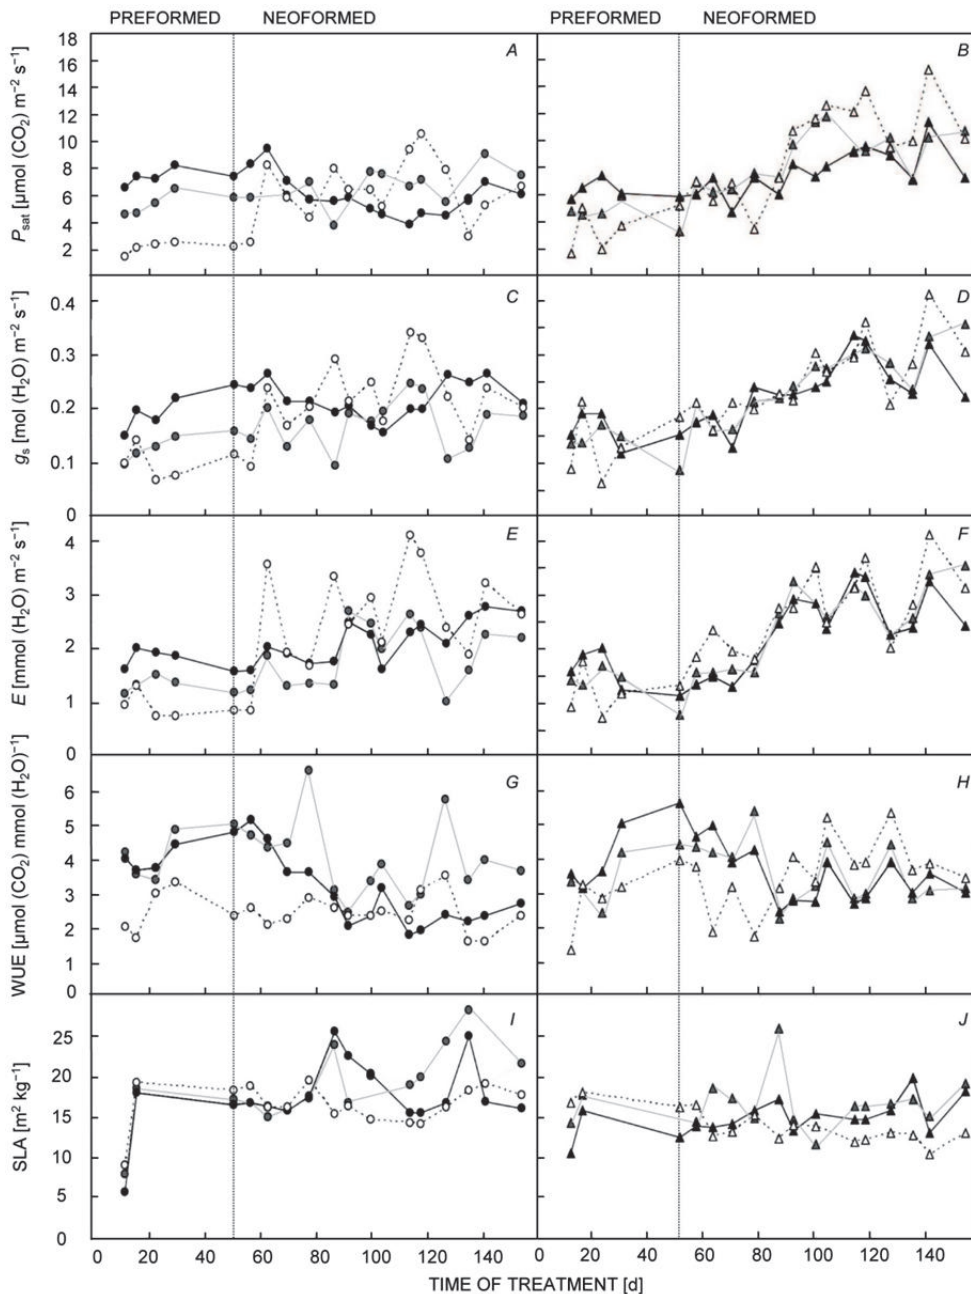 PREFORMED NEOFORMED PREFORMED NEOFORMED
P_sat [µmol (CO₂) m⁻² s⁻¹]
18
16
14
12
10
8
6
4
2
A
B
g_s [mol (H₂O) m⁻² s⁻¹]
0.4
0.3
0.2
0.1
0
C
D
E [mmol (H₂O) m⁻² s⁻¹]
4
3
2
1
0
E
F
WUE [µmol (CO₂) mmol (H₂O)⁻¹]
6
5
4
3
2
1
0
G
H
SLA [m² kg⁻¹]
25
20
15
10
5
0
I
J
0 20 40 60 80 100 120 140 0 20 40 60 80 100 120 140
TIME OF TREATMENT [d]